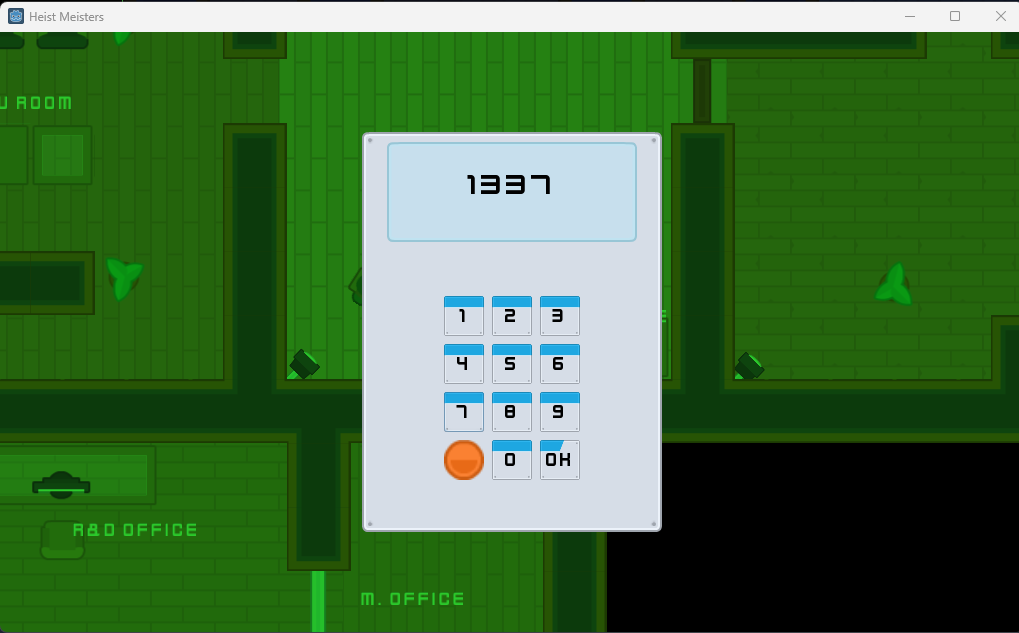 Heist Meisters
ROOM
1337
1 2 3
4 5 6
7 8 9
0 OK
R&D OFFICE
M. OFFICE